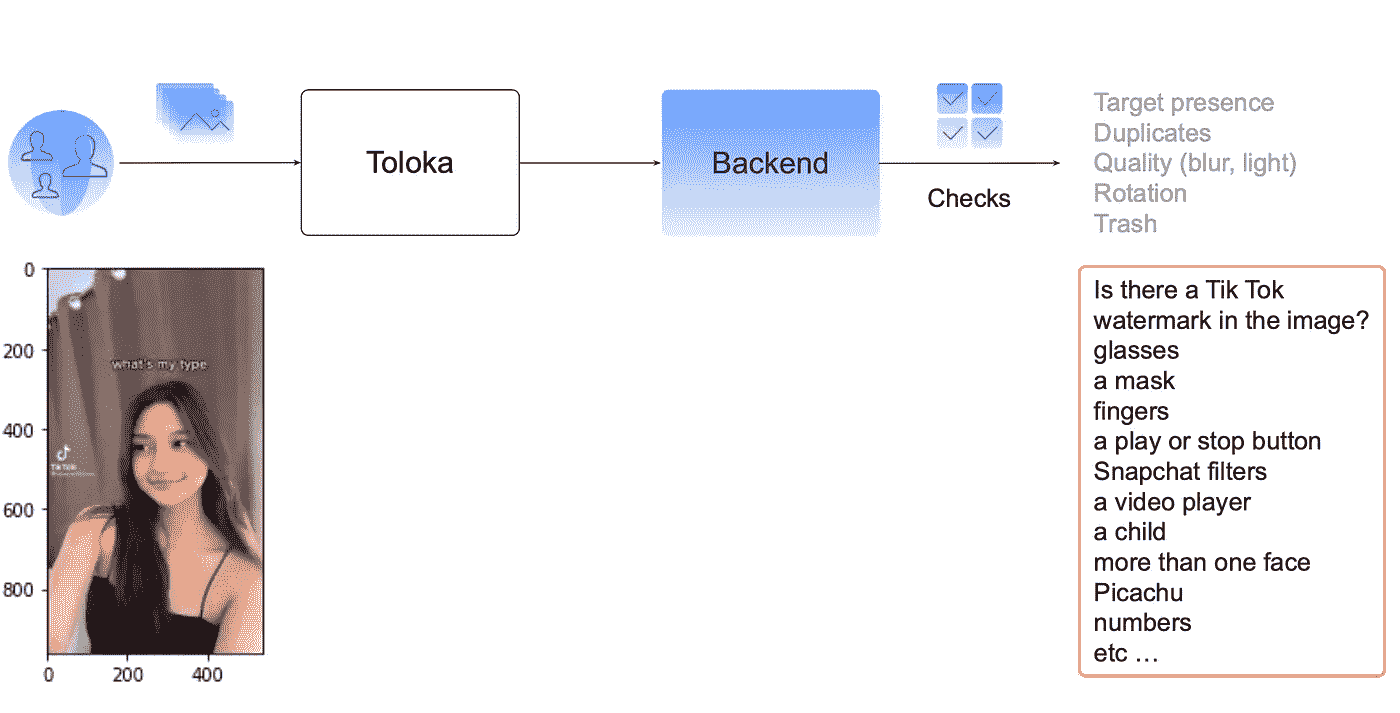 Toloka
Backend
Checks
Target presence
Duplicates
Quality (blur, light)
Rotation
Trash
0
200
400
600
800
0
200
400
what's my type
TikTok
Is there a Tik Tok
watermark in the image?
glasses
a mask
fingers
a play or stop button
Snapchat filters
a video player
a child
more than one face
Picachu
numbers
etc …